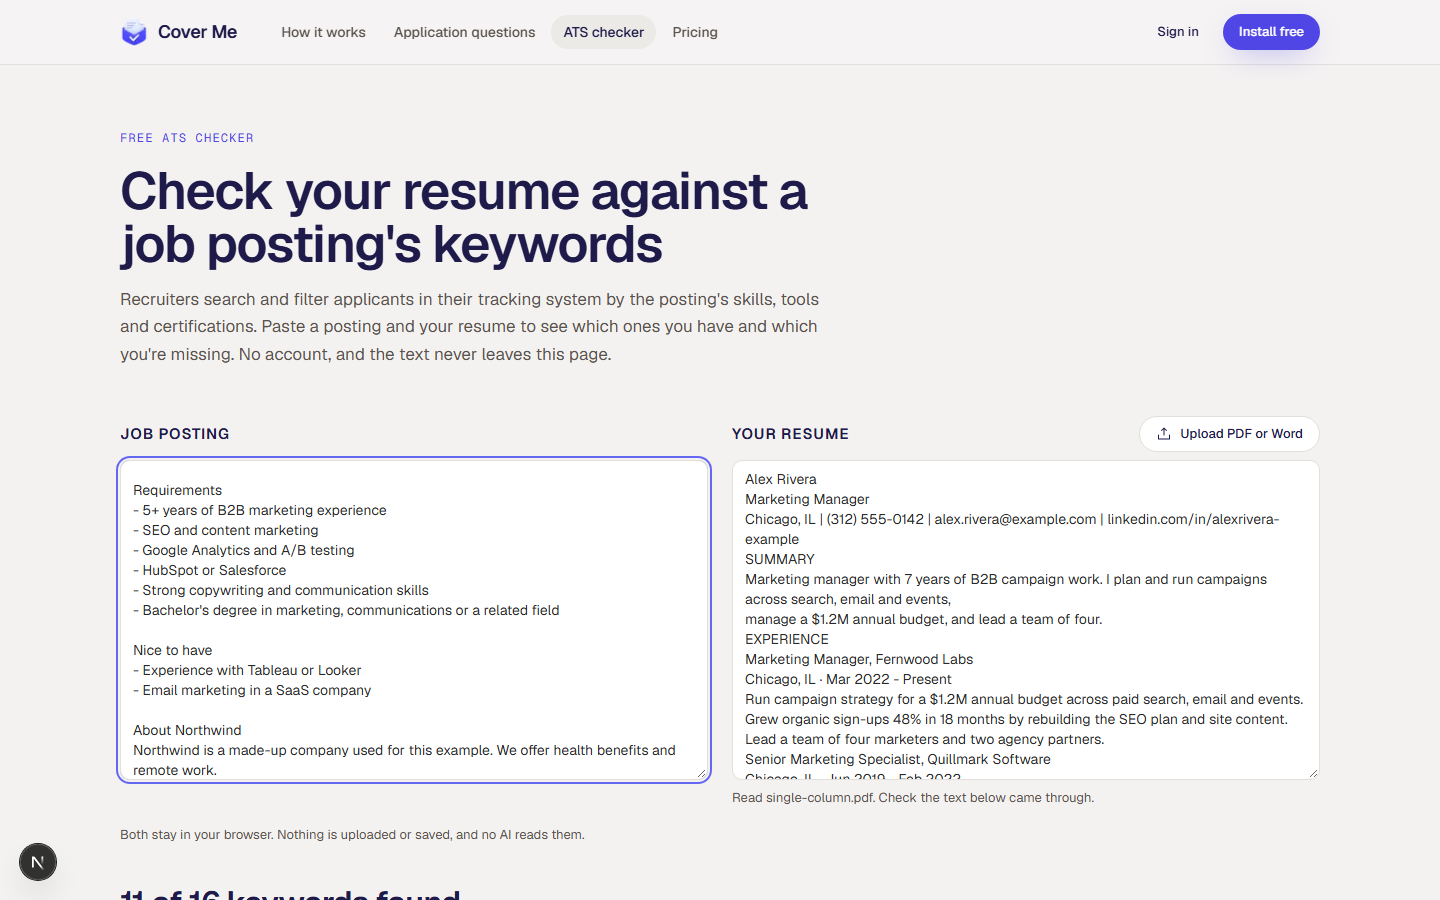 Cover Me
How it works
Application questions
ATS checker
Pricing
Sign in
Install free
FREE ATS CHECKER
Check your resume against a
job posting's keywords
Recruiters search and filter applicants in their tracking system by the posting's skills, tools
and certifications. Paste a posting and your resume to see which ones you have and which
you're missing. No account, and the text never leaves this page.
JOB POSTING
Requirements
- 5+ years of B2B marketing experience
- SEO and content marketing
- Google Analytics and A/B testing
- HubSpot or Salesforce
- Strong copywriting and communication skills
- Bachelor's degree in marketing, communications or a related field
Nice to have
- Experience with Tableau or Looker
- Email marketing in a SaaS company
About Northwind
Northwind is a made-up company used for this example. We offer health benefits and
remote work.
YOUR RESUME
Upload PDF or Word
Alex Rivera
Marketing Manager
Chicago, IL | (312) 555-0142 | alex.rivera@example.com | linkedin.com/in/alexrivera-
example
SUMMARY
Marketing manager with 7 years of B2B campaign work. I plan and run campaigns
across search, email and events,
manage a $1.2M annual budget, and lead a team of four.
EXPERIENCE
Marketing Manager, Fernwood Labs
Chicago, IL · Mar 2022 - Present
Run campaign strategy for a $1.2M annual budget across paid search, email and events.
Grew organic sign-ups 48% in 18 months by rebuilding the SEO plan and site content.
Lead a team of four marketers and two agency partners.
Senior Marketing Specialist, Quillmark Software
Chicago, IL · Jun 2019 - Feb 2022
Read single-column.pdf. Check the text below came through.
Both stay in your browser. Nothing is uploaded or saved, and no AI reads them.
N
11 of 16 keywords found